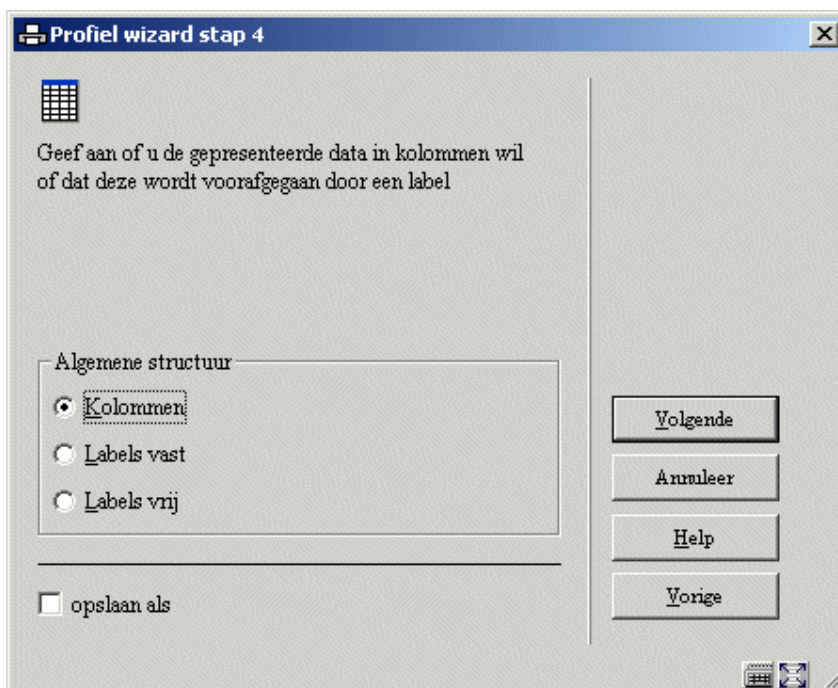 Profiel wizard stap 4
Geef aan of u de gepresenteerde data in kolommen wil
of dat deze wordt voorafgegaan door een label
Algemene structuur
Kolommen
Labels vast
Labels vrij
opslaan als
Volgende
Annuleer
Help
Vorige